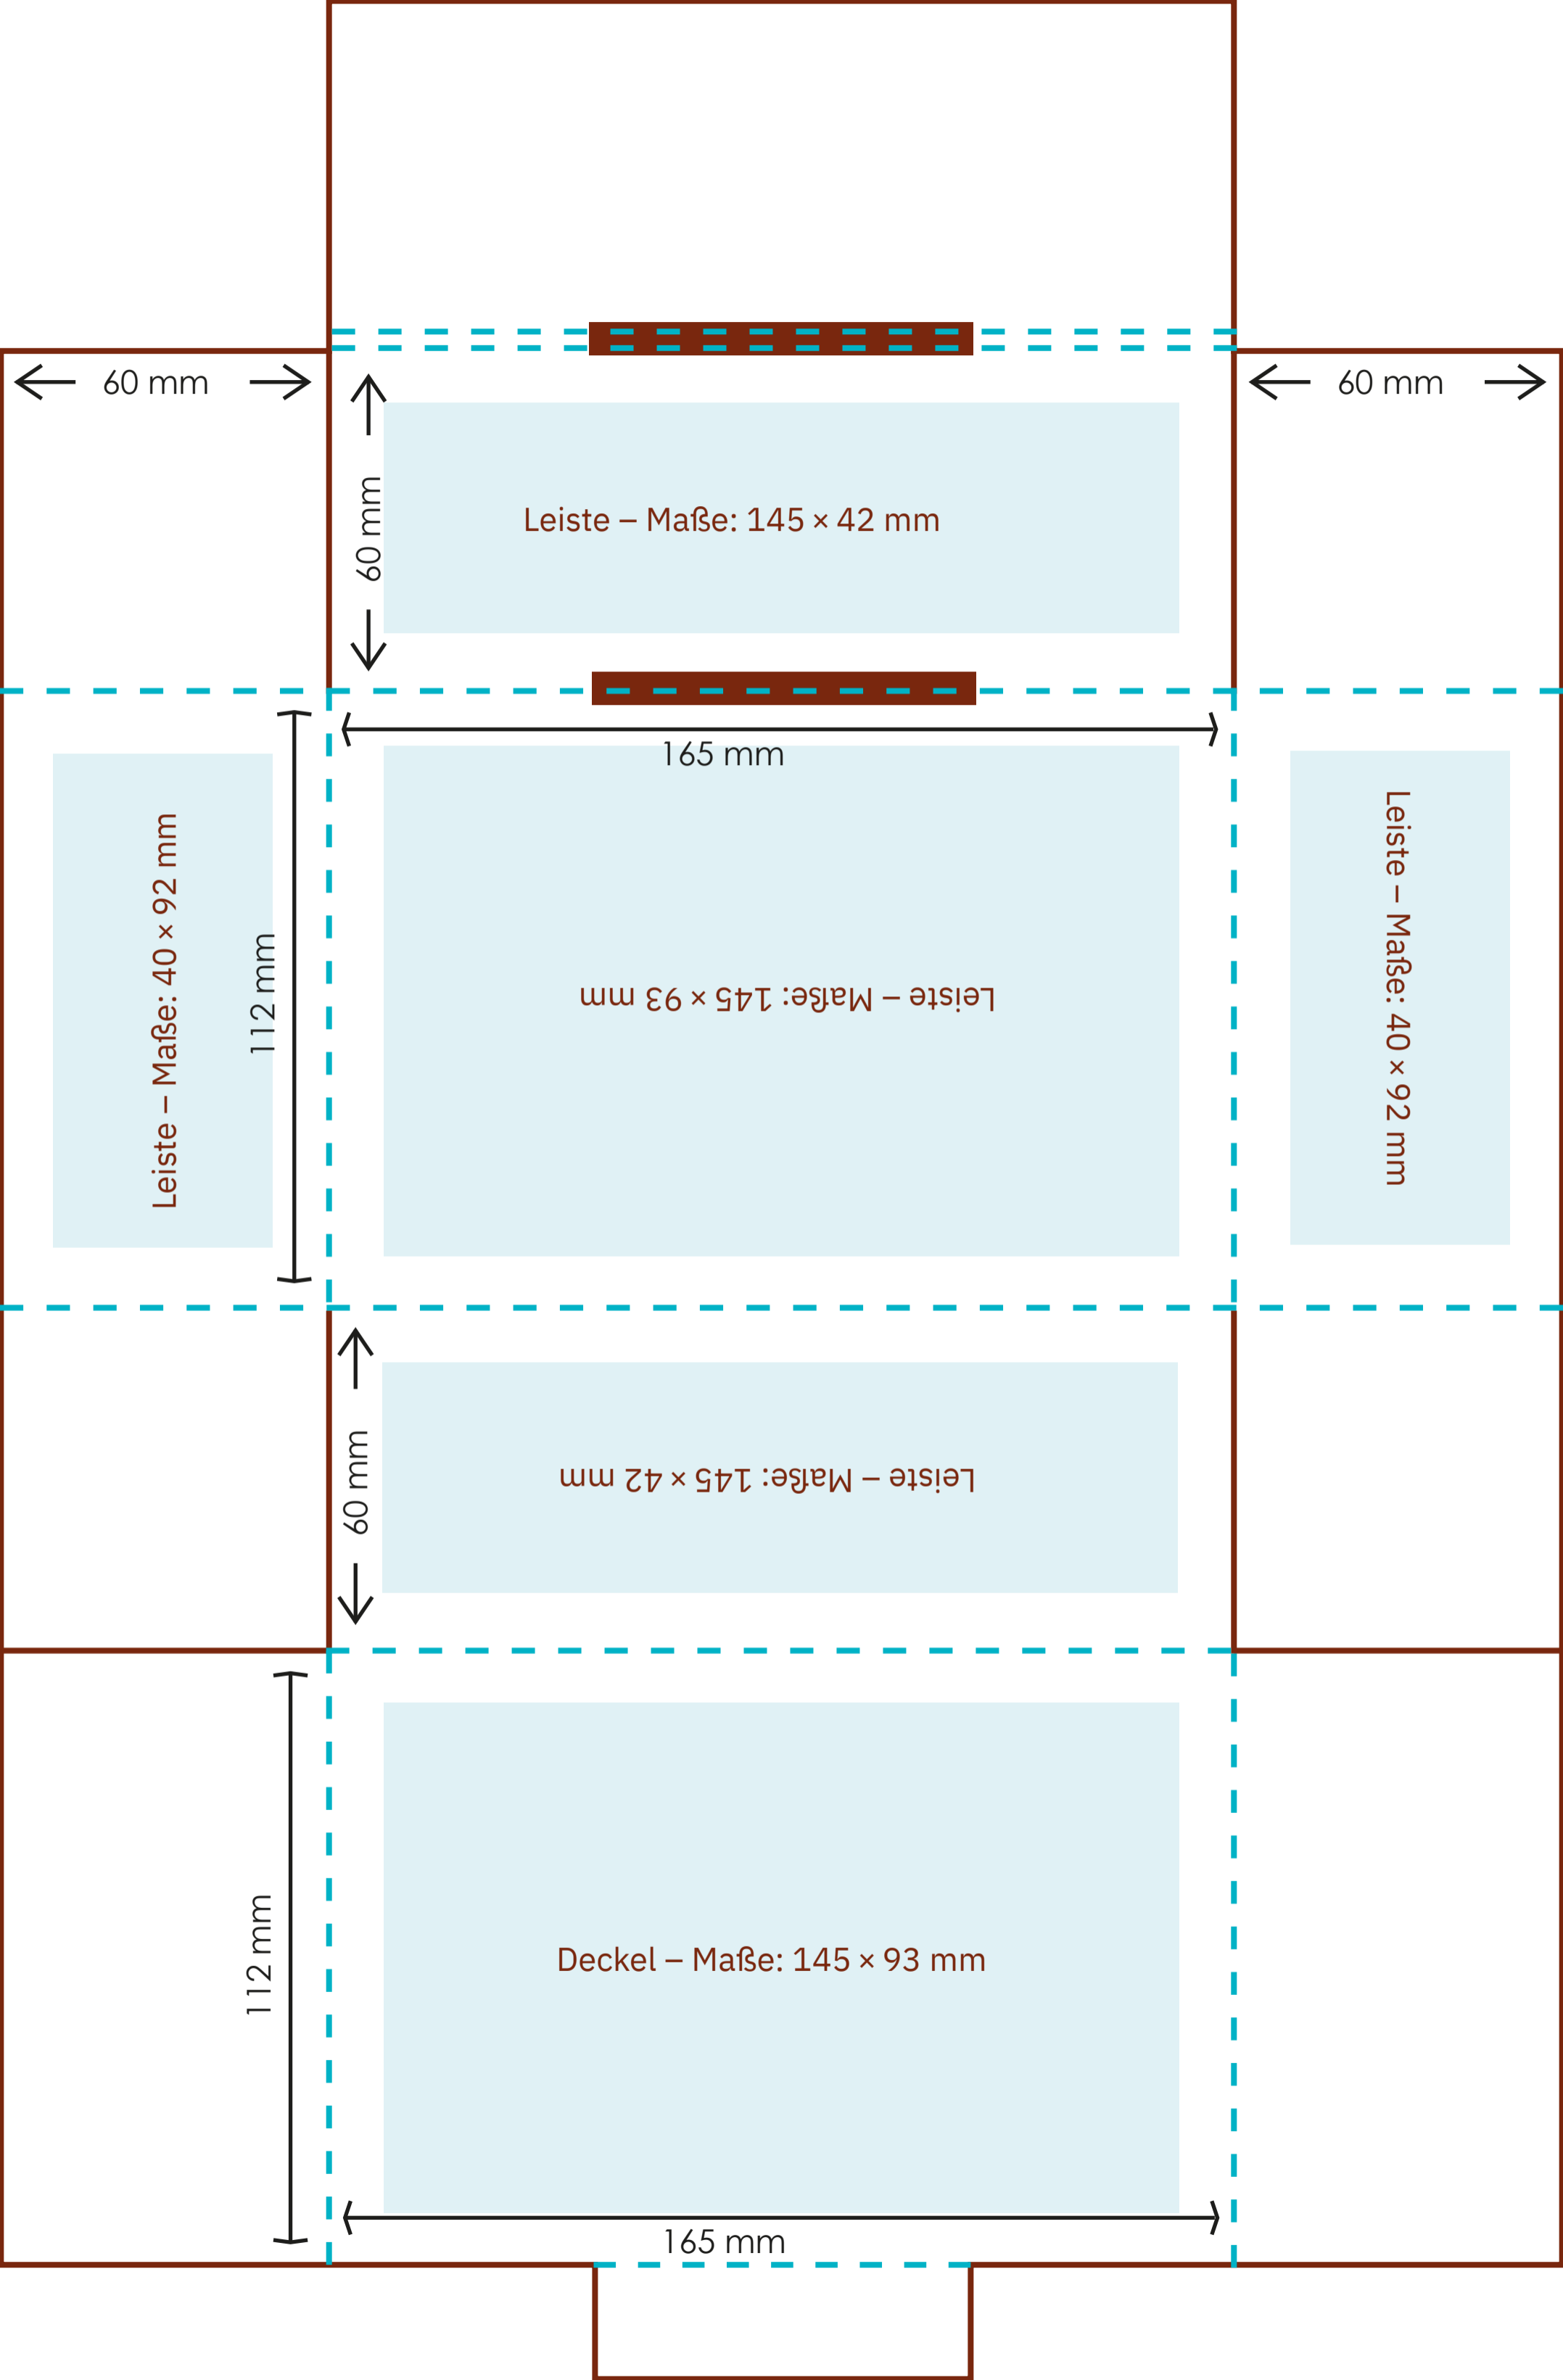 60 mm
60 mm
60 mm
Leiste – Maße: 145 × 42 mm
165 mm
Leiste – Maße: 40 × 92 mm
112 mm
Leiste – Maße: 145 × 93 mm
Leiste – Maße: 40 × 92 mm
60 mm
Leiste – Maße: 145 × 42 mm
112 mm
Deckel – Maße: 145 × 93 mm
165 mm